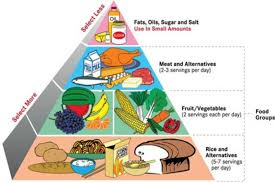 Select Less
Select More
Fats, Oils, Sugar and Salt
Use In Small Amounts
Meat and Alternatives
(2-3 servings per day)
Fruit/Vegetables
(2 servings each per day)
Food
Groups
Rice and
Alternatives
(5-7 servings
per day)